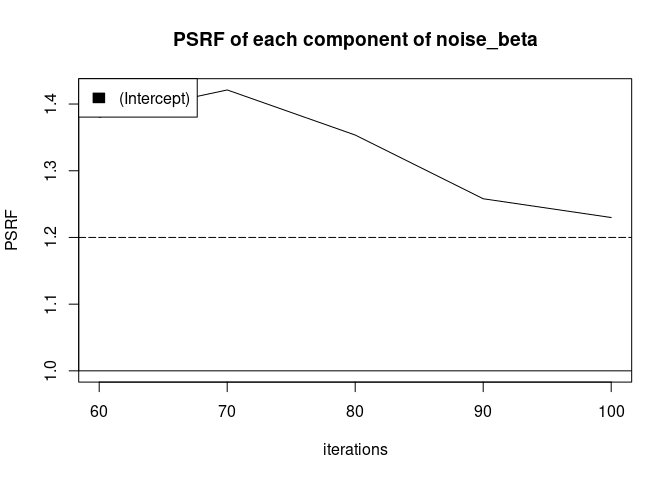 PSRF of each component of noise_beta
(Intercept)
PSRF
1.4
1.3
1.2
1.1
1.0
60 70 80 90 100
iterations